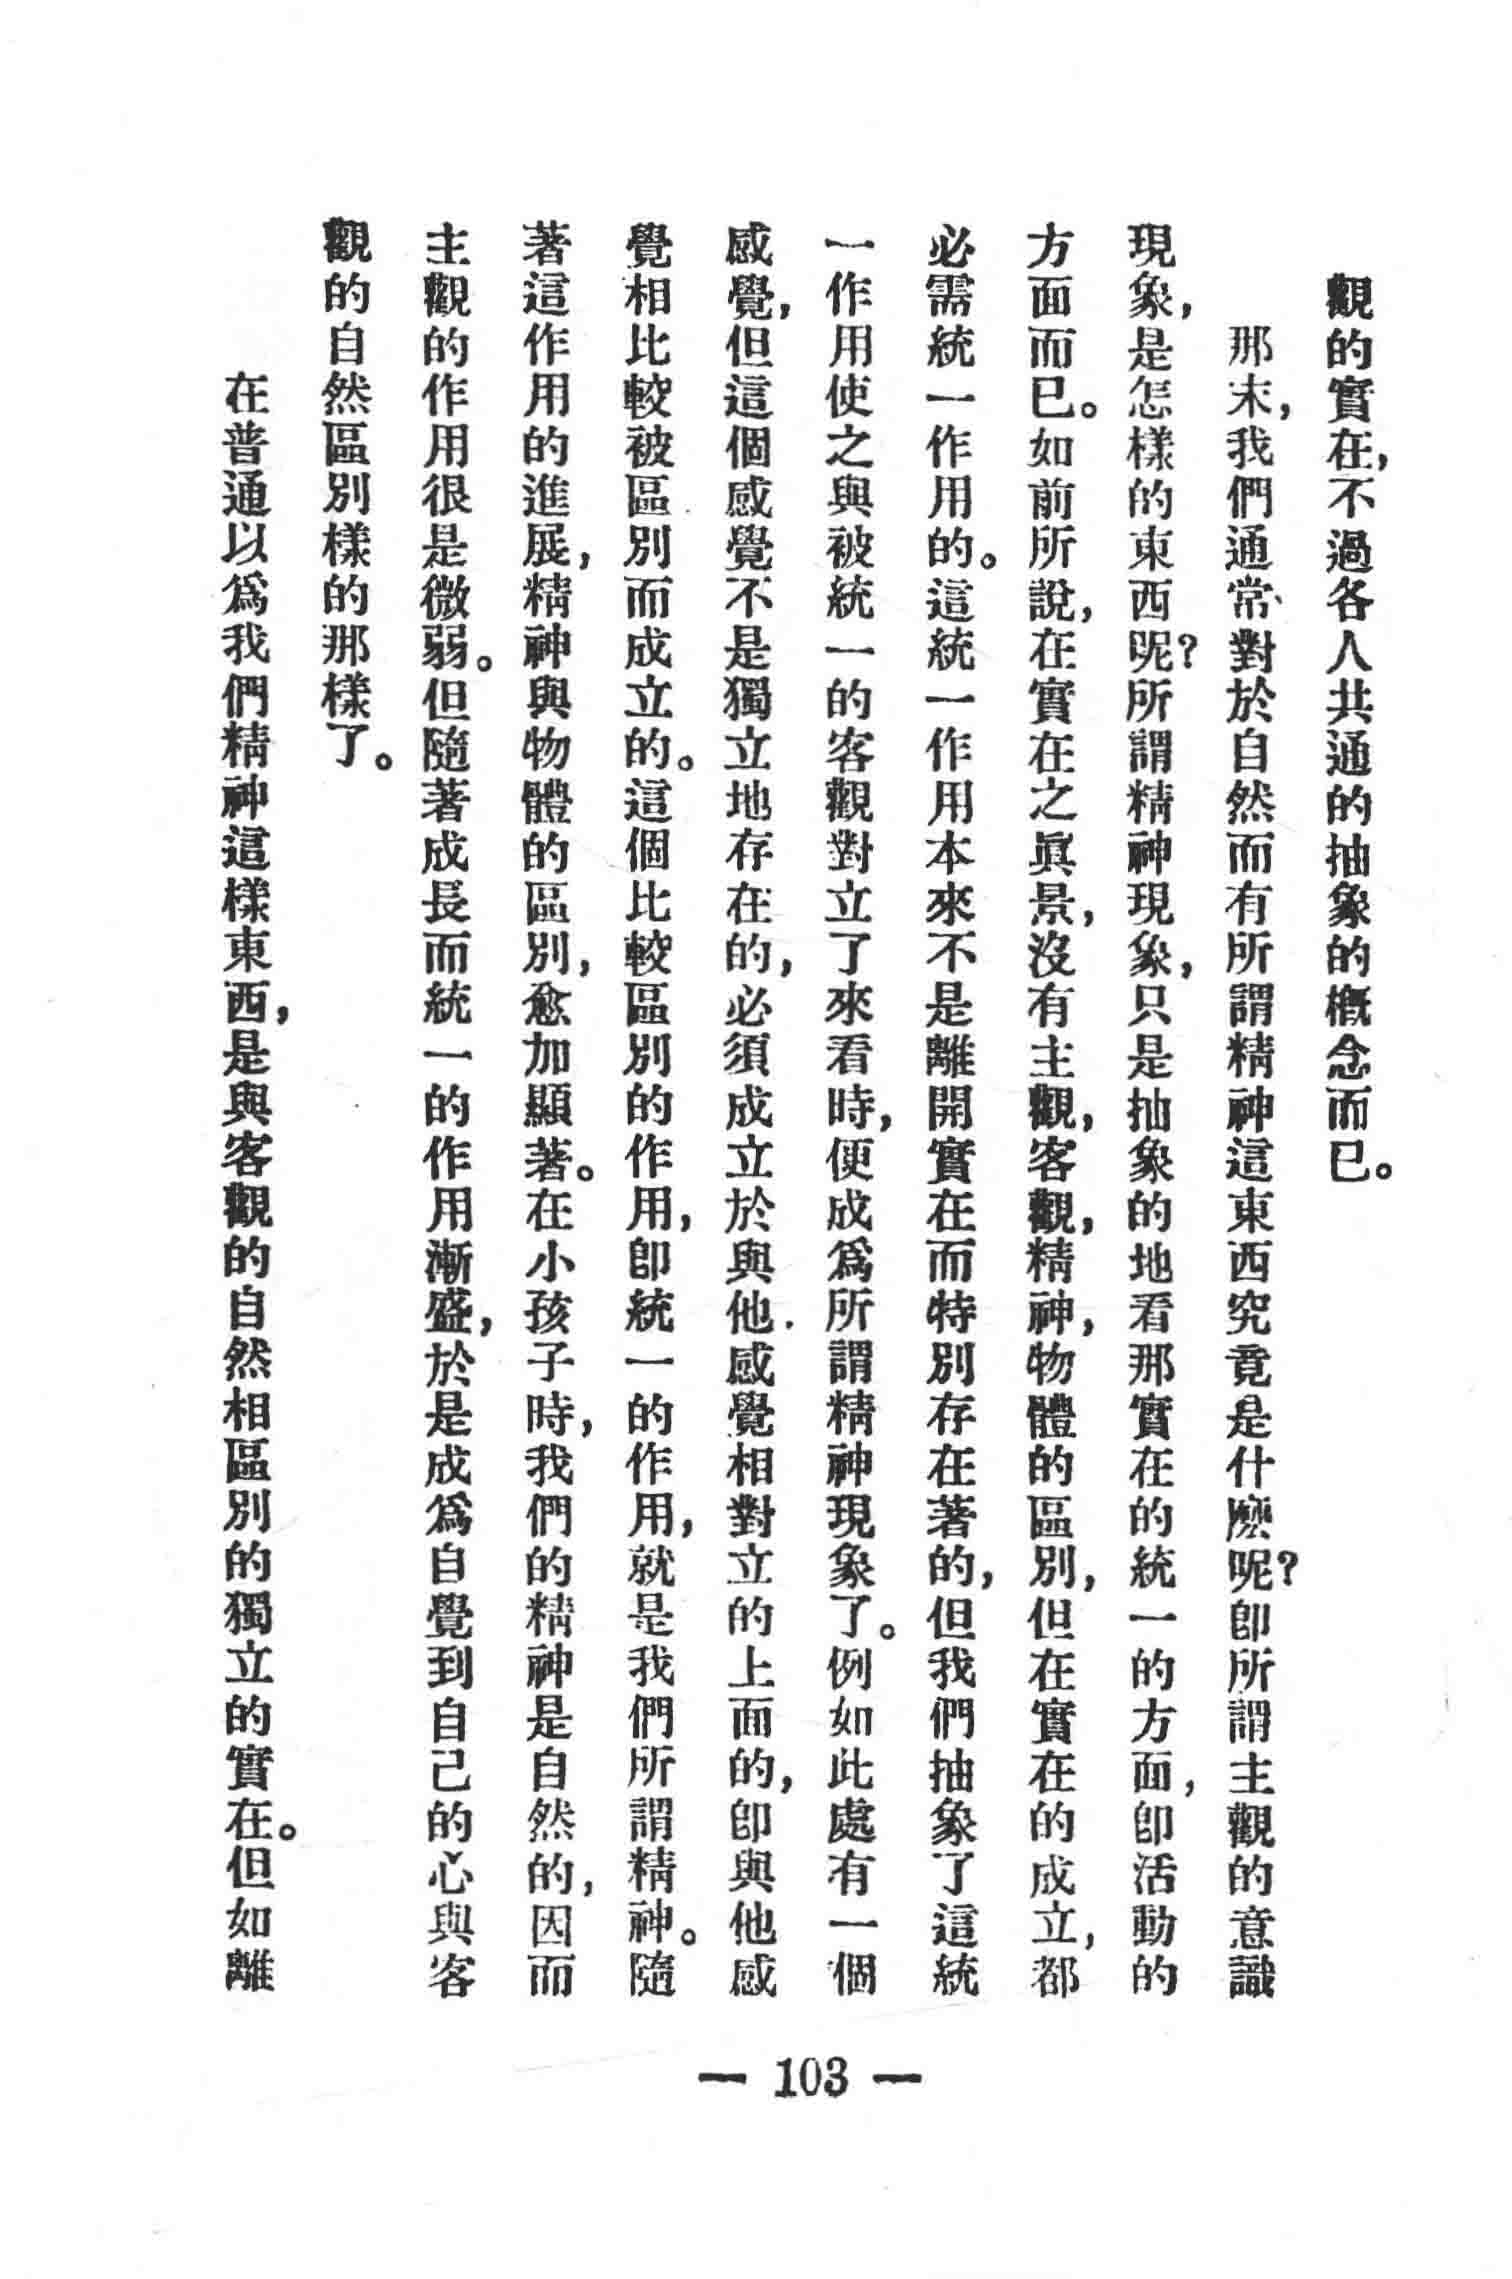 觀的實在，不過各人共通的抽象的概念而已。
那末，我們通常對於自然而有所謂精神這東西究竟是什麽呢？卽所謂主觀的意識
現象，是怎樣的東西呢？所謂精神現象，只是抽象的地看那實在的統一的方面，卽活動的
方面而已。如前所說，在實在之眞景，沒有主觀，客觀，精神，物體的區別，但在實在的成立，都
必需統一作用的。這統一作用本來不是離開實在而特別存在著的，但我們抽象了這統
一作用使之與被統一的客觀對立了來看時，便成爲所謂精神現象了。例如此處有一個
感覺，但這個感覺不是獨立地存在的，必須成立於與他感覺相對立的上面的，卽與他感
覺相比較被區別而成立的。這個比較區別的作用，卽統一的作用，就是我們所謂精神。隨
著這作用的進展，精神與物體的區別，愈加顯著。在小孩子時，我們的精神是自然的，因而
主觀的作用很是微弱。但隨著成長而統一的作用漸盛，於是成爲自覺到自己的心與客
觀的自然區別樣的那樣了。
在普通以爲我們精神這樣東西，是與客觀的自然相區別的獨立的實在。但如離
— 103 —